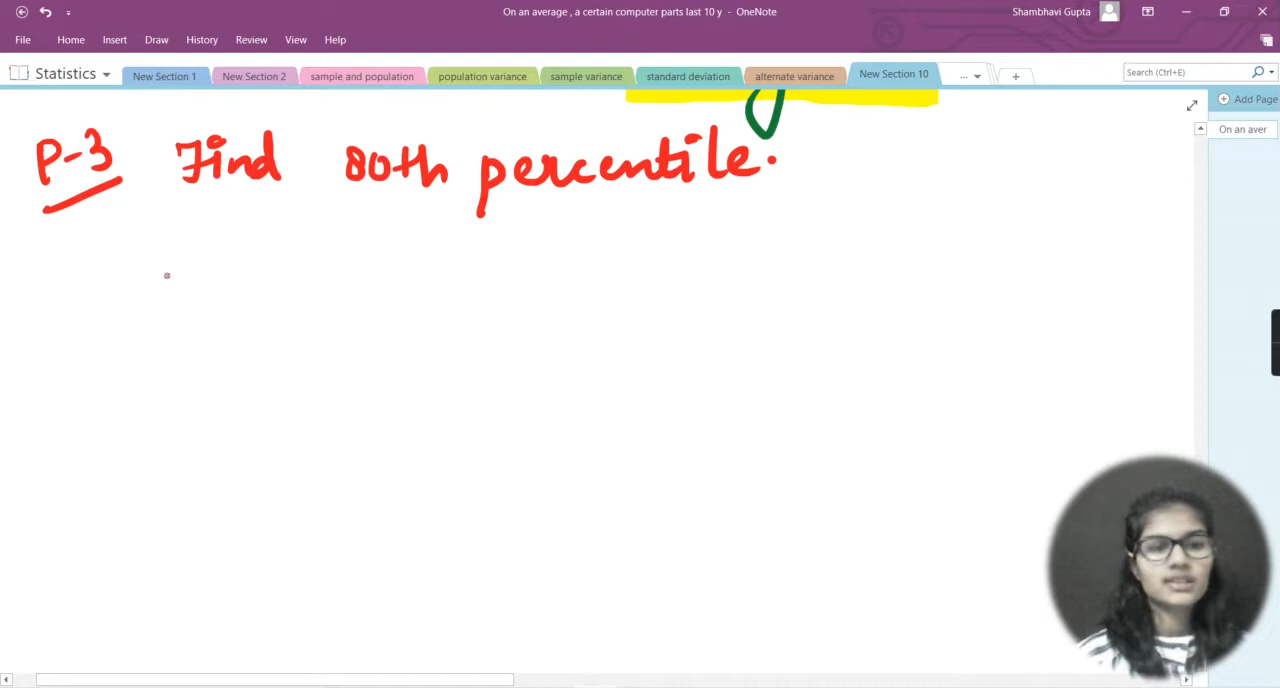 On an average , a certain computer parts last 10 y - OneNote
Shambhavi Gupta
File Home Insert Draw History Review View Help
Statistics
New Section 1 New Section 2 sample and population population variance sample variance standard deviation alternate variance New Section 10 ... +
Search (Ctrl+E)
Add Page
On an aver
P-3 Find 80th percentile.